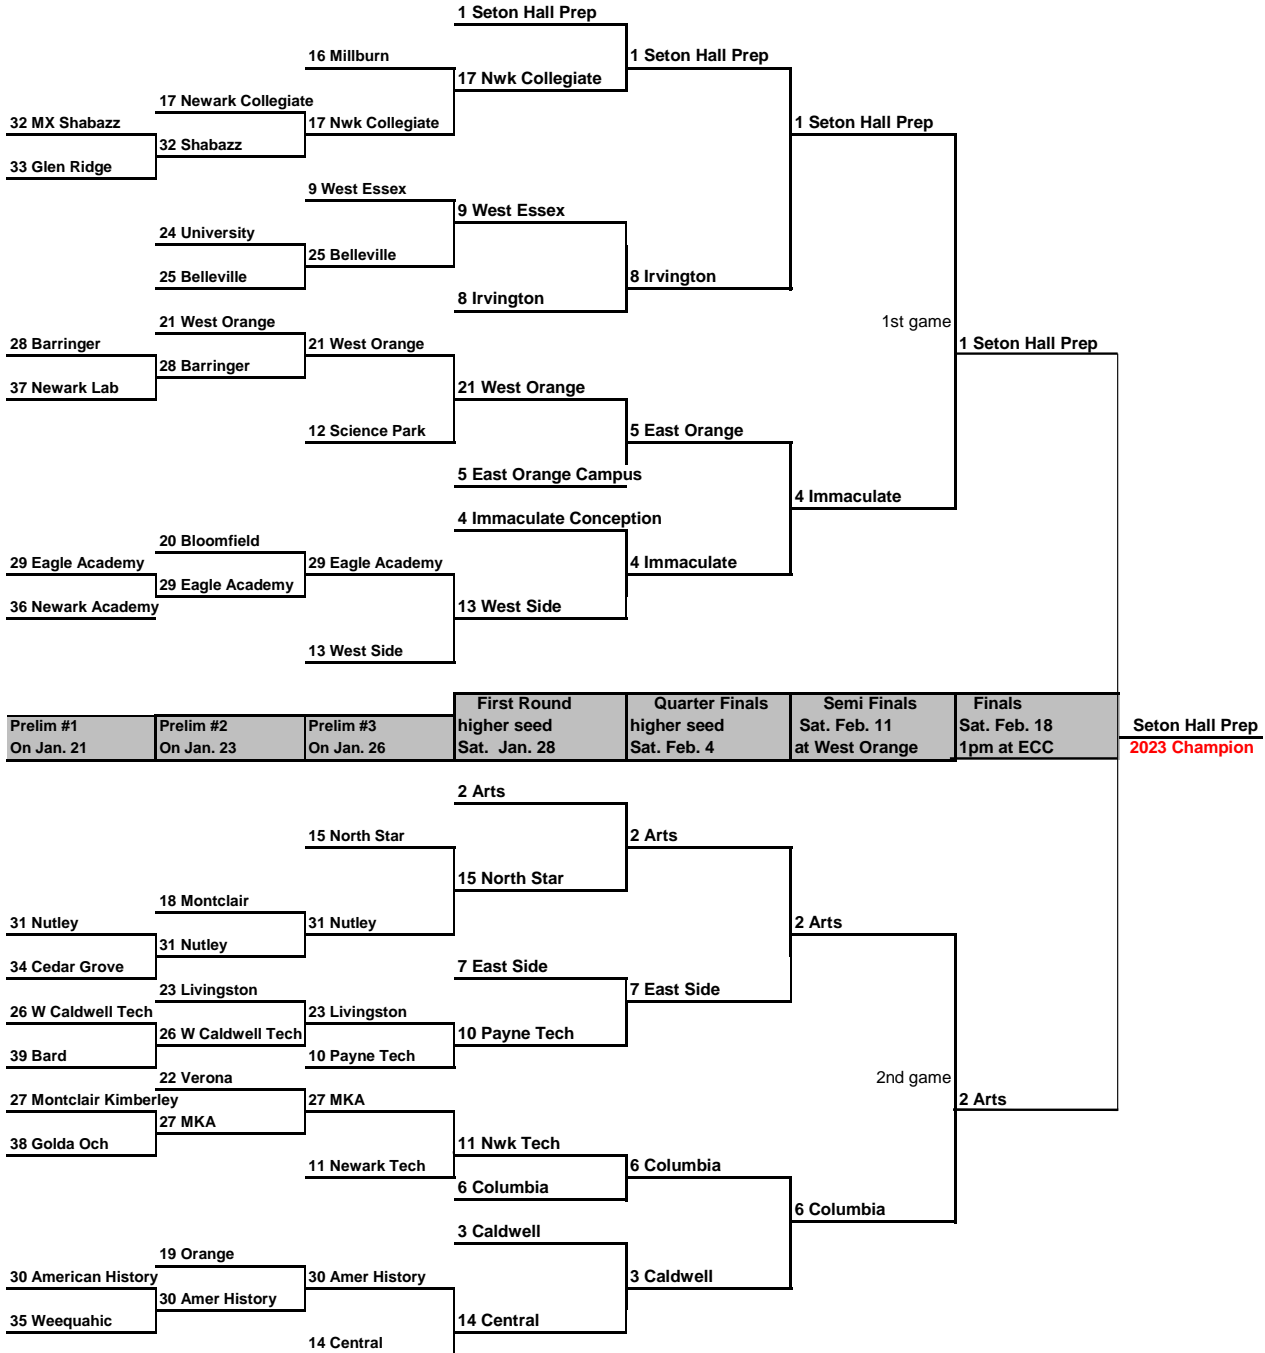 1 Seton Hall Prep
16 Millburn
1 Seton Hall Prep
17 Nwk Collegiate
17 Newark Collegiate
32 MX Shabazz
17 Nwk Collegiate
1 Seton Hall Prep
32 Shabazz
33 Glen Ridge
9 West Essex
9 West Essex
24 University
25 Belleville
25 Belleville
8 Irvington
8 Irvington
21 West Orange
1st game
28 Barringer
21 West Orange
1 Seton Hall Prep
28 Barringer
37 Newark Lab
21 West Orange
12 Science Park
5 East Orange
5 East Orange Campus
4 Immaculate
4 Immaculate Conception
20 Bloomfield
29 Eagle Academy
29 Eagle Academy
4 Immaculate
29 Eagle Academy
36 Newark Academy
13 West Side
13 West Side
First Round
Quarter Finals
Semi Finals
Finals
Prelim #1
Prelim #2
Prelim #3
higher seed
higher seed
Sat. Feb. 11
Sat. Feb. 18
Seton Hall Prep
On Jan. 21
On Jan. 23
On Jan. 26
Sat. Jan. 28
Sat. Feb. 4
at West Orange
1pm at ECC
2023 Champion
2 Arts
15 North Star
2 Arts
15 North Star
18 Montclair
31 Nutley
31 Nutley
2 Arts
31 Nutley
34 Cedar Grove
7 East Side
23 Livingston
7 East Side
26 W Caldwell Tech
23 Livingston
26 W Caldwell Tech
10 Payne Tech
39 Bard
10 Payne Tech
22 Verona
2nd game
27 Montclair Kimberley
27 MKA
2 Arts
27 MKA
38 Golda Och
11 Nwk Tech
11 Newark Tech
6 Columbia
6 Columbia
6 Columbia
3 Caldwell
19 Orange
30 American History
30 Amer History
3 Caldwell
30 Amer History
35 Weequahic
14 Central
14 Central